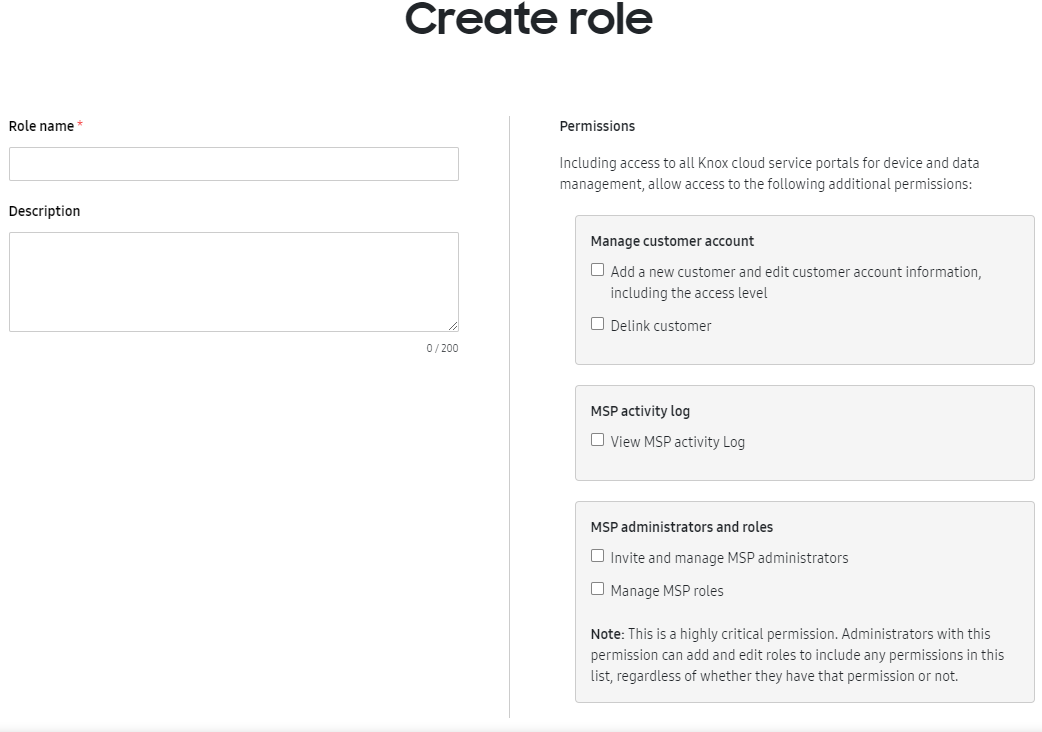 Create role
Role name *
Description
0 / 200
Permissions
Including access to all Knox cloud service portals for device and data
management, allow access to the following additional permissions:
Manage customer account
Add a new customer and edit customer account information,
including the access level
Delink customer
MSP activity log
View MSP activity Log
MSP administrators and roles
Invite and manage MSP administrators
Manage MSP roles
Note: This is a highly critical permission. Administrators with this
permission can add and edit roles to include any permissions in this
list, regardless of whether they have that permission or not.